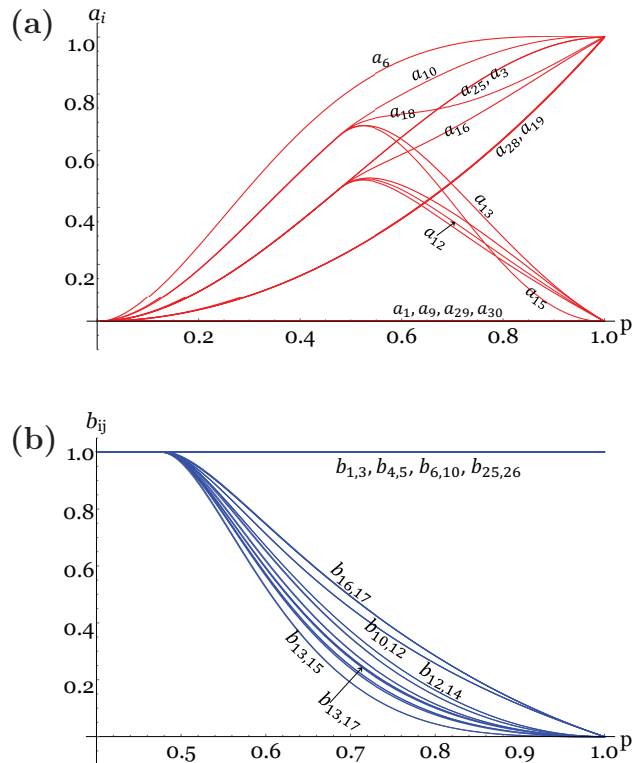 (a)
a_i
1.0
0.8
0.6
0.4
0.2
a_6
a_10
a_25, a_3
a_18
a_16
a_28, a_19
a_13
a_12
a_15
a_1, a_9, a_29, a_30
0.2 0.4 0.6 0.8 1.0 p
(b)
b_ij
1.0
0.8
0.6
0.4
0.2
b_1,3, b_4,5, b_6,10, b_25,26
b_16,17
b_10,12
b_12,14
b_13,15
b_13,17
0.5 0.6 0.7 0.8 0.9 1.0 p